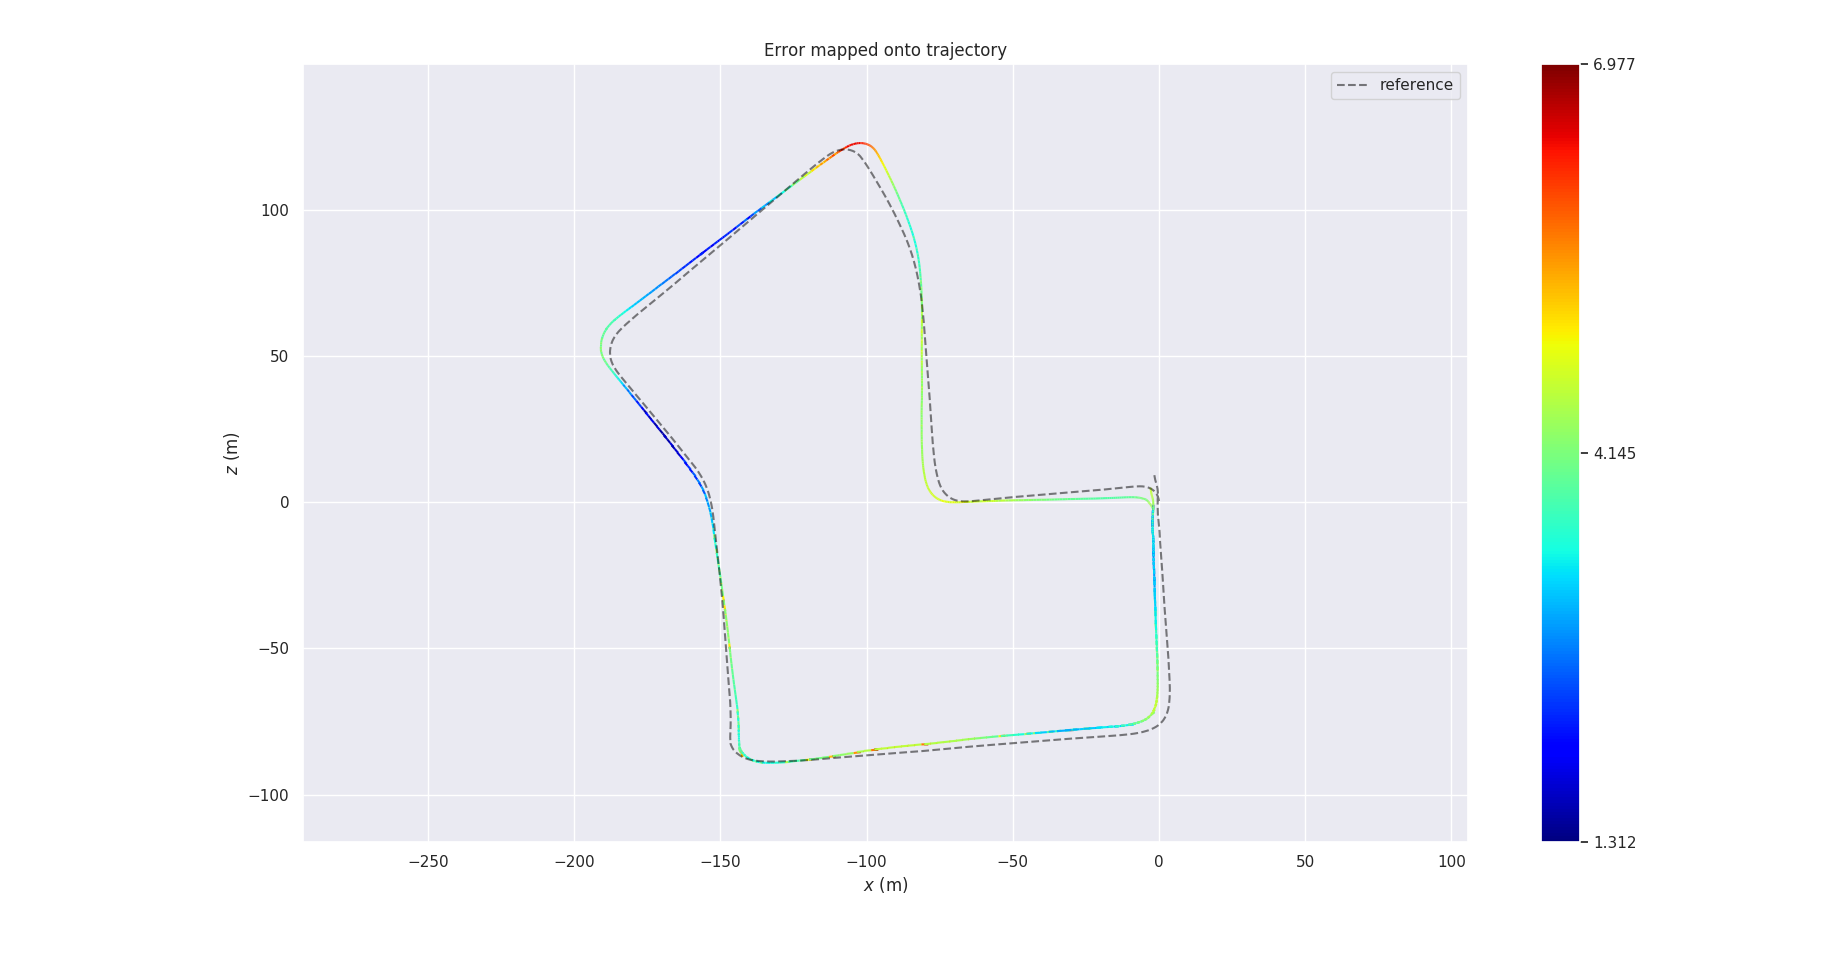 Error mapped onto trajectory
reference
6.977
4.145
1.312
100
50
0
−50
−100
z (m)
−250 −200 −150 −100 −50 0 50 100
x (m)